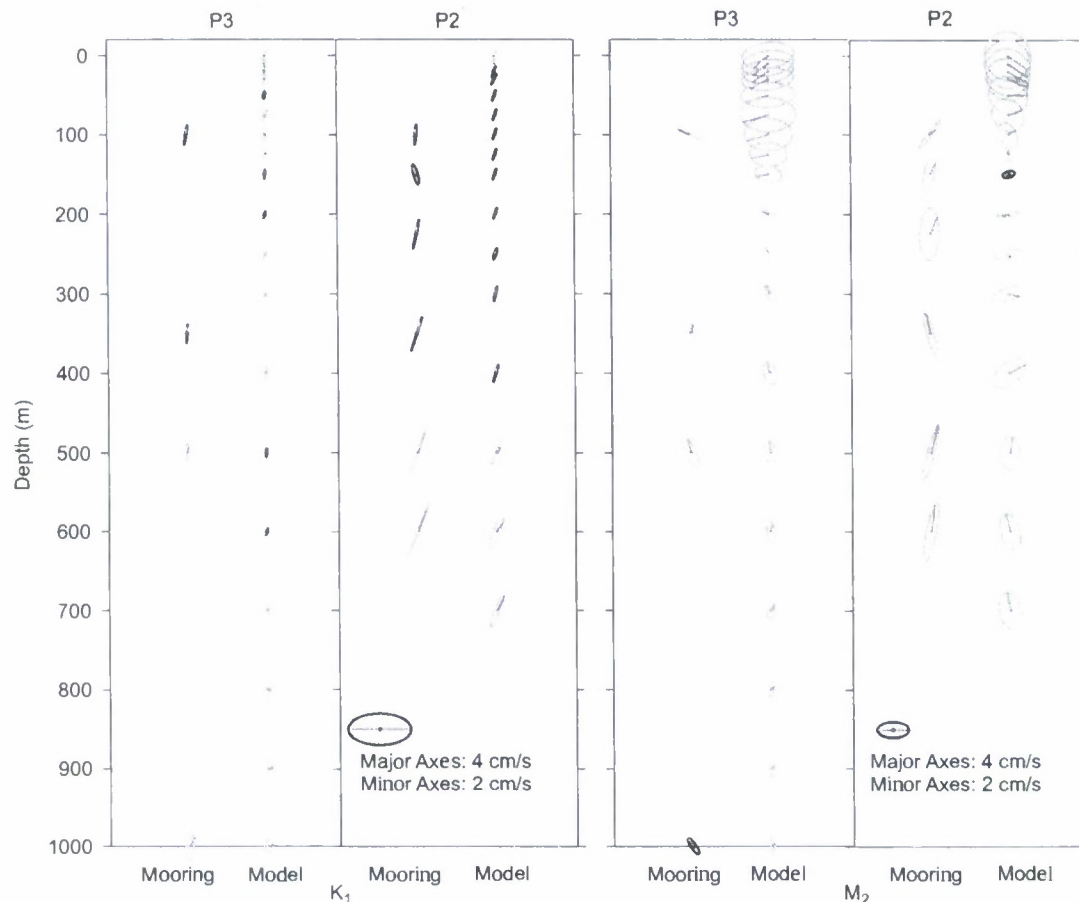 P3 P2 P3 P2
0
100
200
300
400
500
600
700
800
900
1000
Depth (m)
Major Axes: 4 cm/s
Minor Axes: 2 cm/s
Major Axes: 4 cm/s
Minor Axes: 2 cm/s
Mooring Model Mooring Model Mooring Model Mooring Model
K₁ M₂